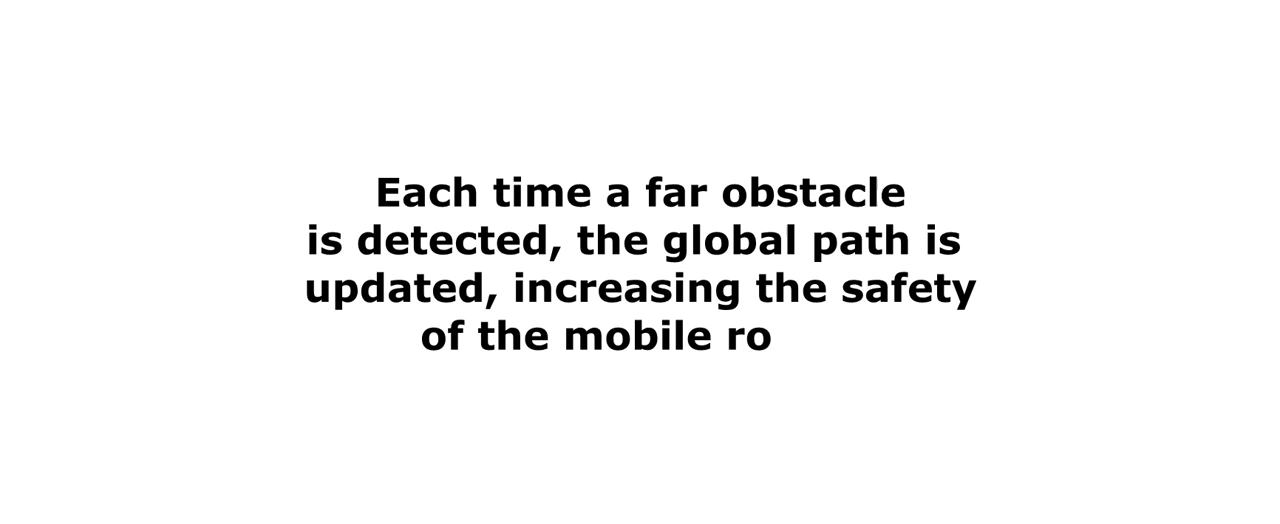 Each time a far obstacle
is detected, the global path is
updated, increasing the safety
of the mobile ro